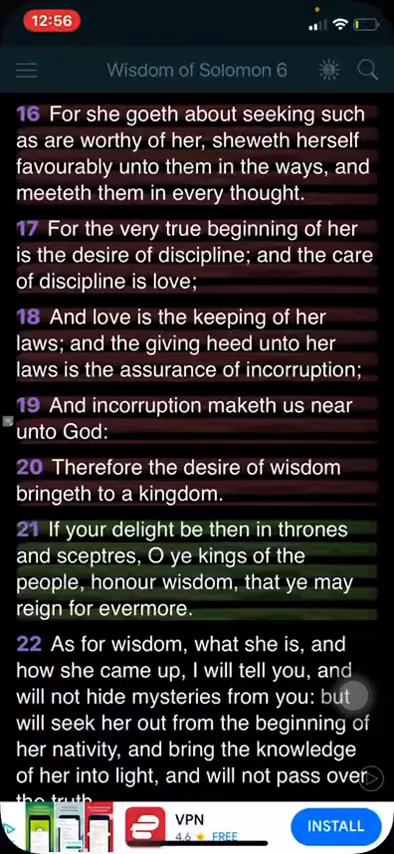 12:56
Wisdom of Solomon 6
16 For she goeth about seeking such
as are worthy of her, sheweth herself
favourably unto them in the ways, and
meeteth them in every thought.
17 For the very true beginning of her
is the desire of discipline; and the care
of discipline is love;
18 And love is the keeping of her
laws; and the giving heed unto her
laws is the assurance of incorruption;
19 And incorruption maketh us near
unto God:
20 Therefore the desire of wisdom
bringeth to a kingdom.
21 If your delight be then in thrones
and sceptres, O ye kings of the
people, honour wisdom, that ye may
reign for evermore.
22 As for wisdom, what she is, and
how she came up, I will tell you, and
will not hide mysteries from you: but
will seek her out from the beginning of
her nativity, and bring the knowledge
of her into light, and will not pass over
the truth
VPN
4.6 ★ FREE
INSTALL